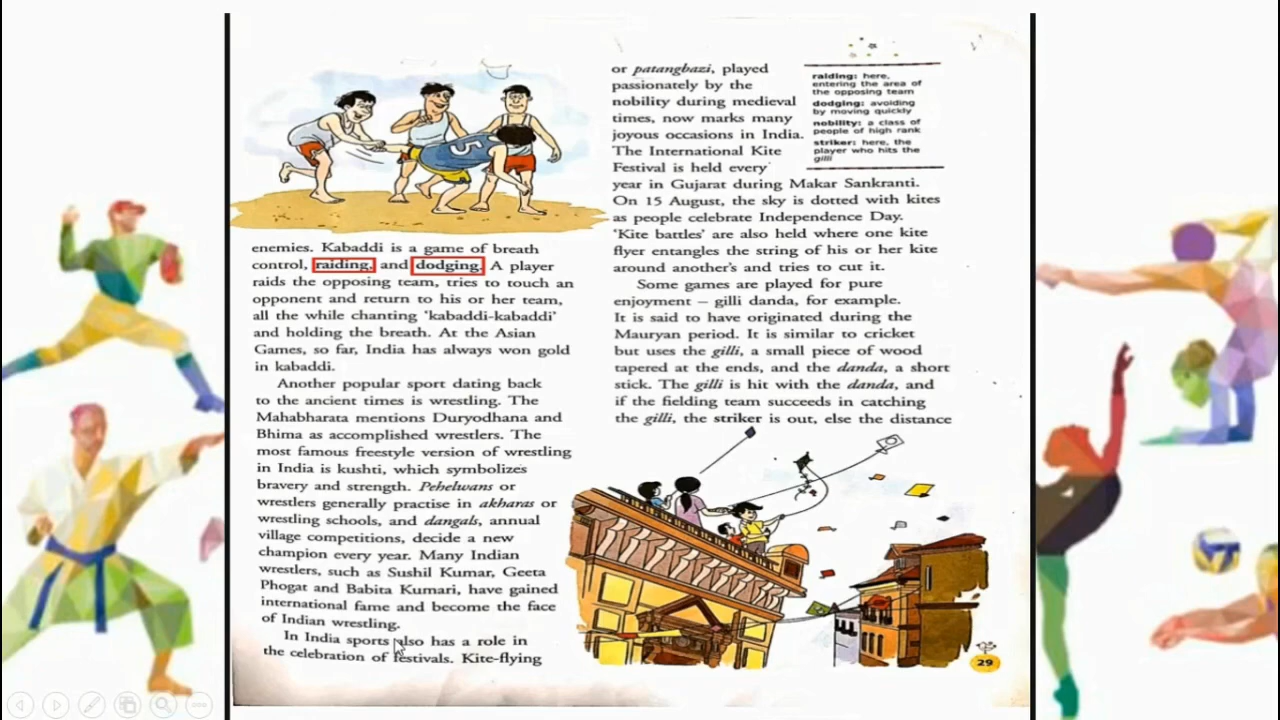 enemies. Kabaddi is a game of breath
control, raiding, and dodging. A player
raids the opposing team, tries to touch an
opponent and return to his or her team,
all the while chanting ‘kabaddi-kabaddi’
and holding the breath. At the Asian
Games, so far, India has always won gold
in kabaddi.
Another popular sport dating back
to the ancient times is wrestling. The
Mahabharata mentions Duryodhana and
Bhima as accomplished wrestlers. The
most famous freestyle version of wrestling
in India is kushti, which symbolizes
bravery and strength. Pehelwans or
wrestlers generally practise in akharas or
wrestling schools, and dangals, annual
village competitions, decide a new
champion every year. Many Indian
wrestlers, such as Sushil Kumar, Geeta
Phogat and Babita Kumari, have gained
international fame and become the face
of Indian wrestling.
In India sports also has a role in
the celebration of festivals. Kite-flying
or patangbazi, played
passionately by the
nobility during medieval
times, now marks many
joyous occasions in India.
The International Kite
Festival is held every
year in Gujarat during Makar Sankranti.
On 15 August, the sky is dotted with kites
as people celebrate Independence Day.
‘Kite battles’ are also held where one kite
flyer entangles the string of his or her kite
around another’s and tries to cut it.
Some games are played for pure
enjoyment – gilli danda, for example.
It is said to have originated during the
Mauryan period. It is similar to cricket
but uses the gilli, a small piece of wood
tapered at the ends, and the danda, a short
stick. The gilli is hit with the danda, and
if the fielding team succeeds in catching
the gilli, the striker is out, else the distance
raiding: here,
entering the area of
the opposing team
dodging: avoiding
by moving quickly
nobility: a class of
people of high rank
striker: here, the
player who hits the
gilli
5
29